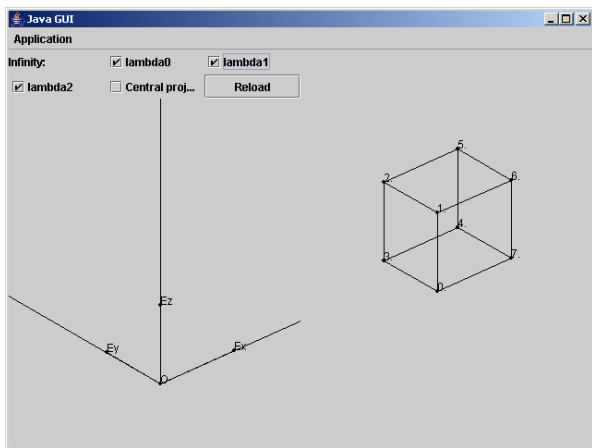 Java GUI
Application
Infinity: lambda0 lambda1
lambda2 Central proj... Reload
5.
2. 6.
1.
4.
3. 7.
0.
Ez
Ey Ex
O.